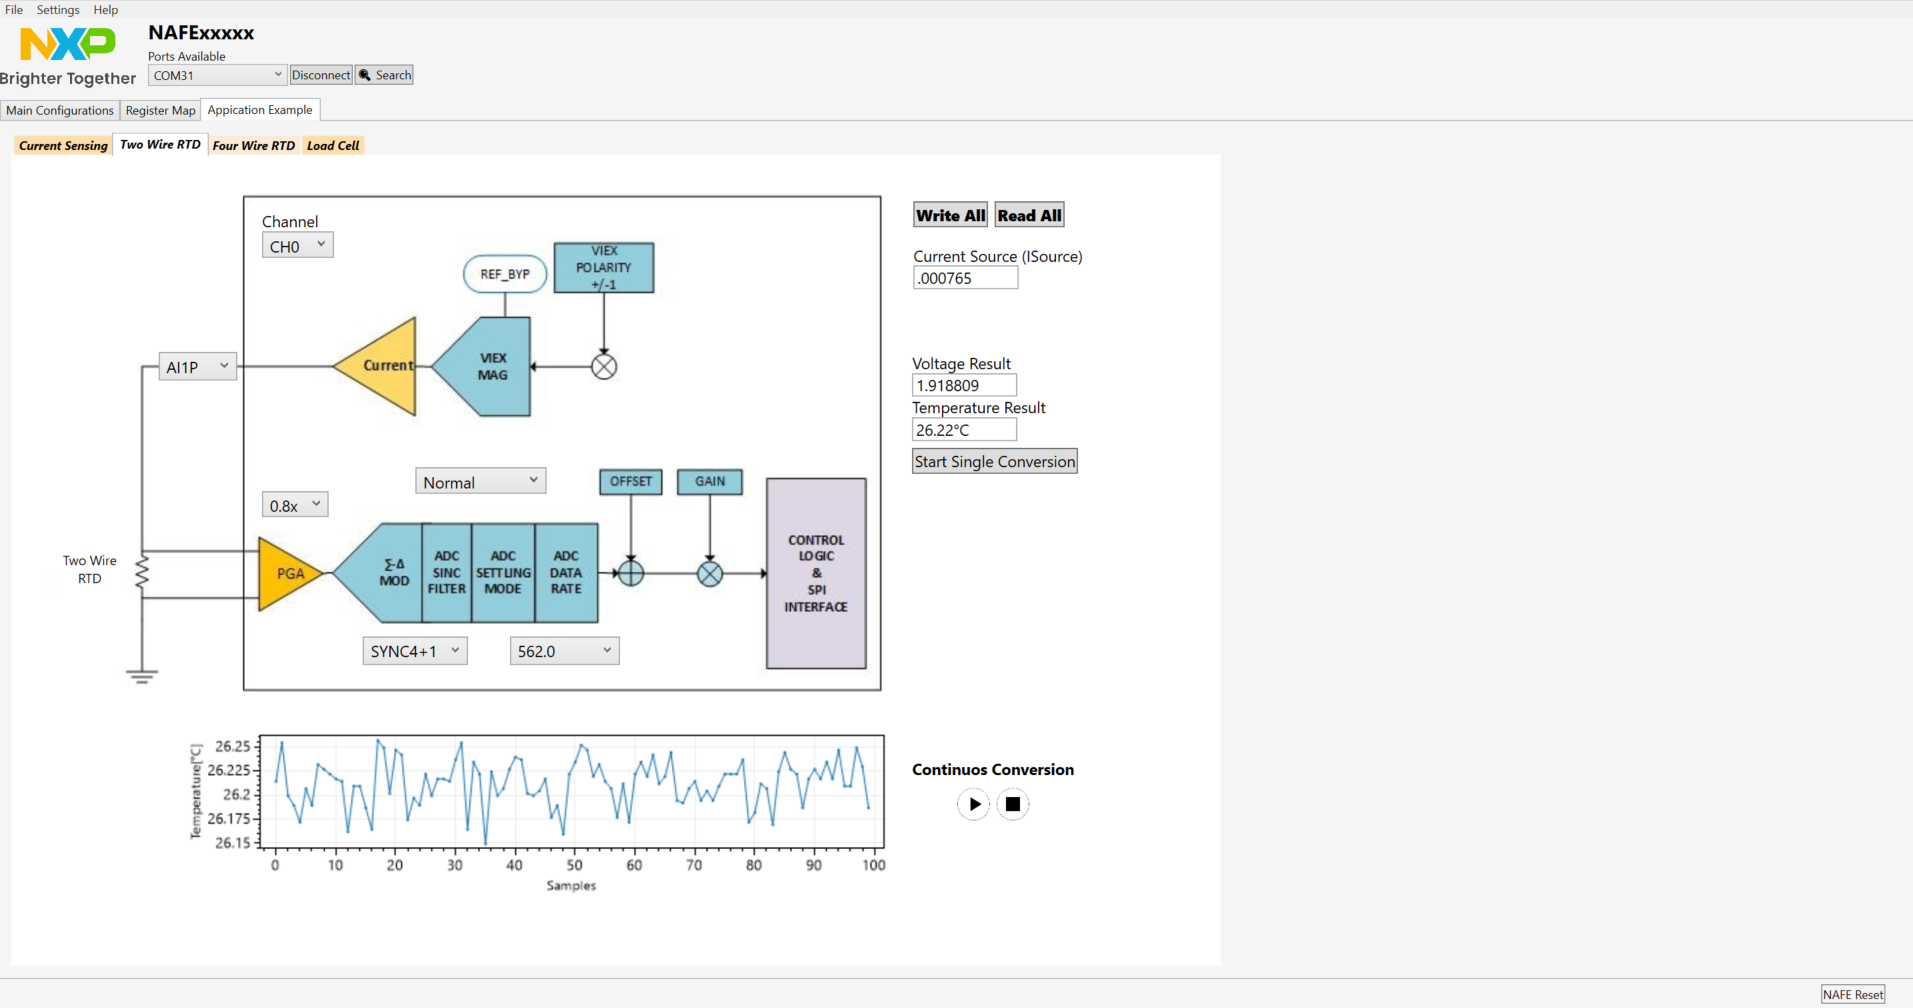 File Settings Help
NXP
Brighter Together
NAFExxxxx
Ports Available
COM31 Disconnect Search
Main Configurations Register Map Appication Example
Current Sensing Two Wire RTD Four Wire RTD Load Cell
Channel
CH0
REF_BYP
VIEX
POLARITY
+/-1
AI1P
Current
VIEX
MAG
Write All Read All
Current Source (ISource)
.000765
Voltage Result
1.918809
Temperature Result
26.22°C
Start Single Conversion
Normal
OFFSET
GAIN
0.8x
Two Wire
RTD
PGA
Σ-Δ
MOD
ADC
SINC
FILTER
ADC
SETTLING
MODE
ADC
DATA
RATE
CONTROL
LOGIC
&
SPI
INTERFACE
SYNC4+1
562.0
Temperature[°C]
26.25
26.225
26.2
26.175
26.15
0 10 20 30 40 50 60 70 80 90 100
Samples
Continuos Conversion
NAFE Reset